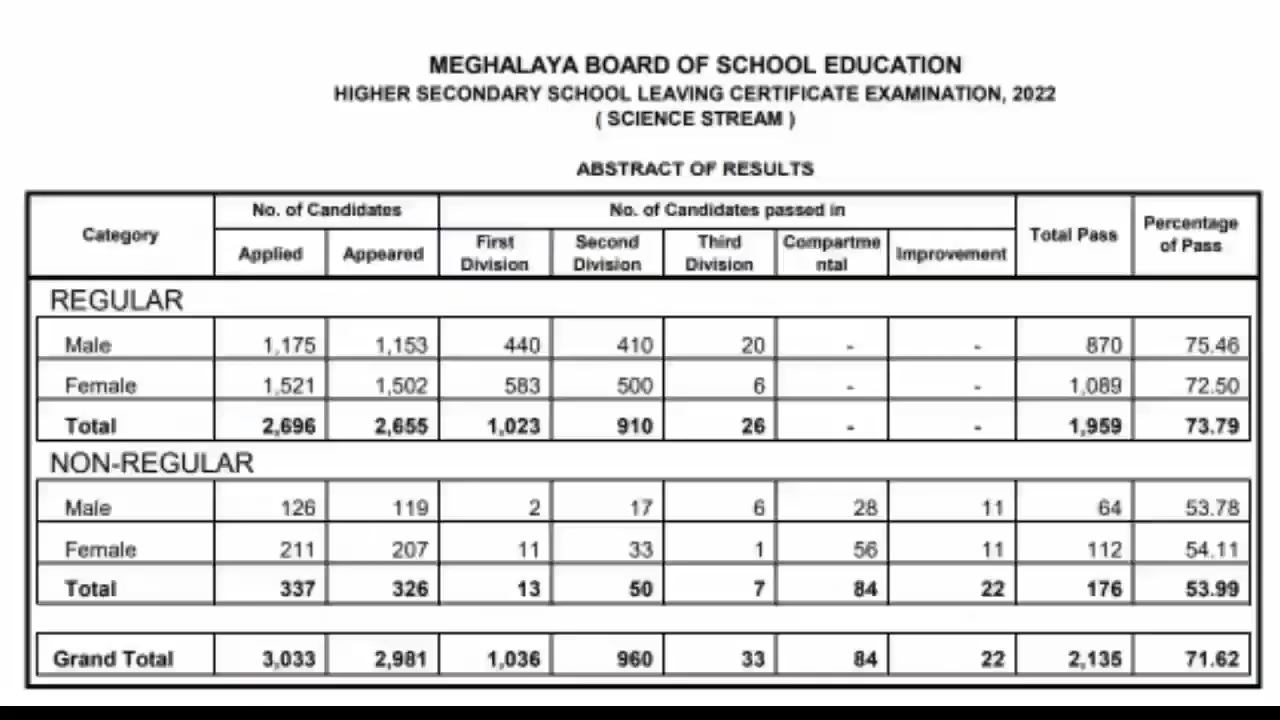 MEGHALAYA BOARD OF SCHOOL EDUCATION
HIGHER SECONDARY SCHOOL LEAVING CERTIFICATE EXAMINATION, 2022
( SCIENCE STREAM )
ABSTRACT OF RESULTS
Category No. of Candidates No. of Candidates passed in Total Pass Percentage of Pass
Applied Appeared First Division Second Division Third Division Compartme ntal Improvement
REGULAR
Male 1,175 1,153 440 410 20 - - 870 75.46
Female 1,521 1,502 583 500 6 - - 1,089 72.50
Total 2,696 2,655 1,023 910 26 - - 1,959 73.79
NON-REGULAR
Male 126 119 2 17 6 28 11 64 53.78
Female 211 207 11 33 1 56 11 112 54.11
Total 337 326 13 50 7 84 22 176 53.99
Grand Total 3,033 2,981 1,036 960 33 84 22 2,135 71.62